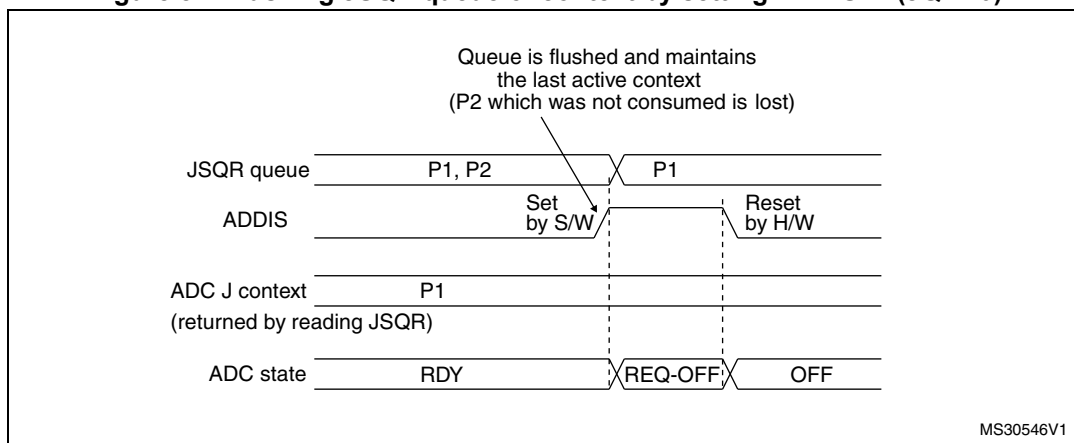 Queue is flushed and maintains
the last active context
(P2 which was not consumed is lost)
JSQR queue P1, P2 P1
Set by S/W
Reset by H/W
ADDIS
ADC J context P1
(returned by reading JSQR)
ADC state RDY REQ-OFF OFF
MS30546V1